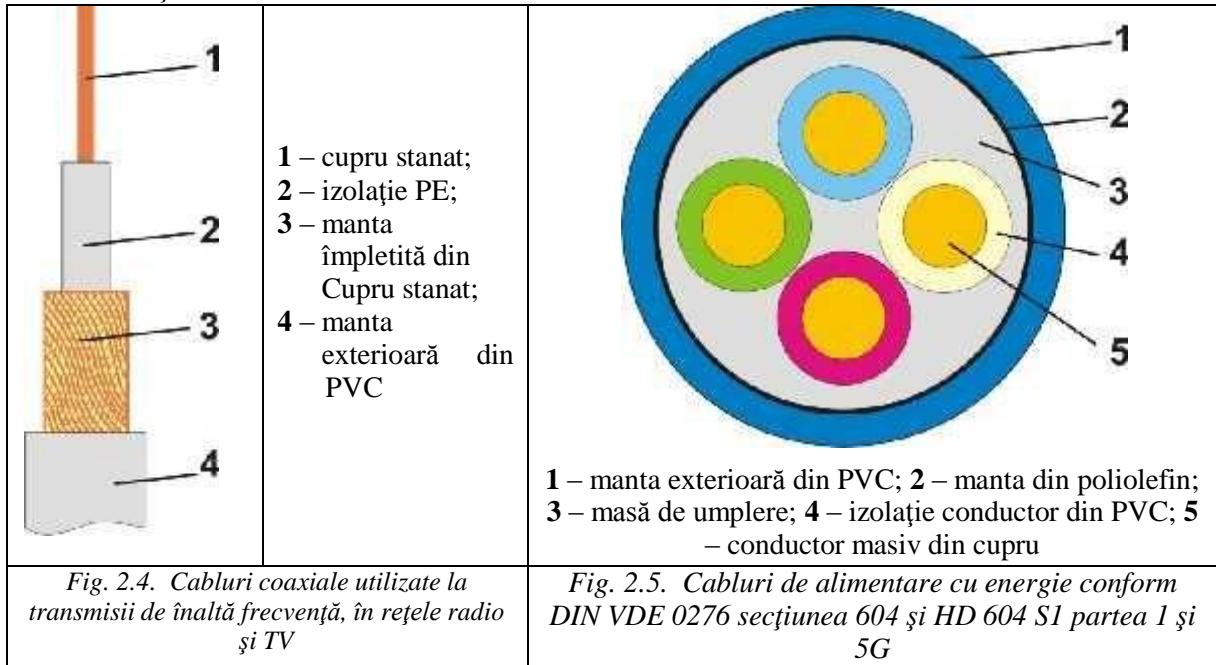 1
2
3
4
1 – cupru stanat;
2 – izolaţie PE;
3 – manta
împletită din
Cupru stanat;
4 – manta
exterioară din
PVC
1
2
3
4
5
1 – manta exterioară din PVC; 2 – manta din poliolefin;
3 – masă de umplere; 4 – izolaţie conductor din PVC; 5
– conductor masiv din cupru
Fig. 2.4. Cabluri coaxiale utilizate la
transmisii de înaltă frecvenţă, în reţele radio
şi TV
Fig. 2.5. Cabluri de alimentare cu energie conform
DIN VDE 0276 secţiunea 604 şi HD 604 S1 partea 1 şi
5G